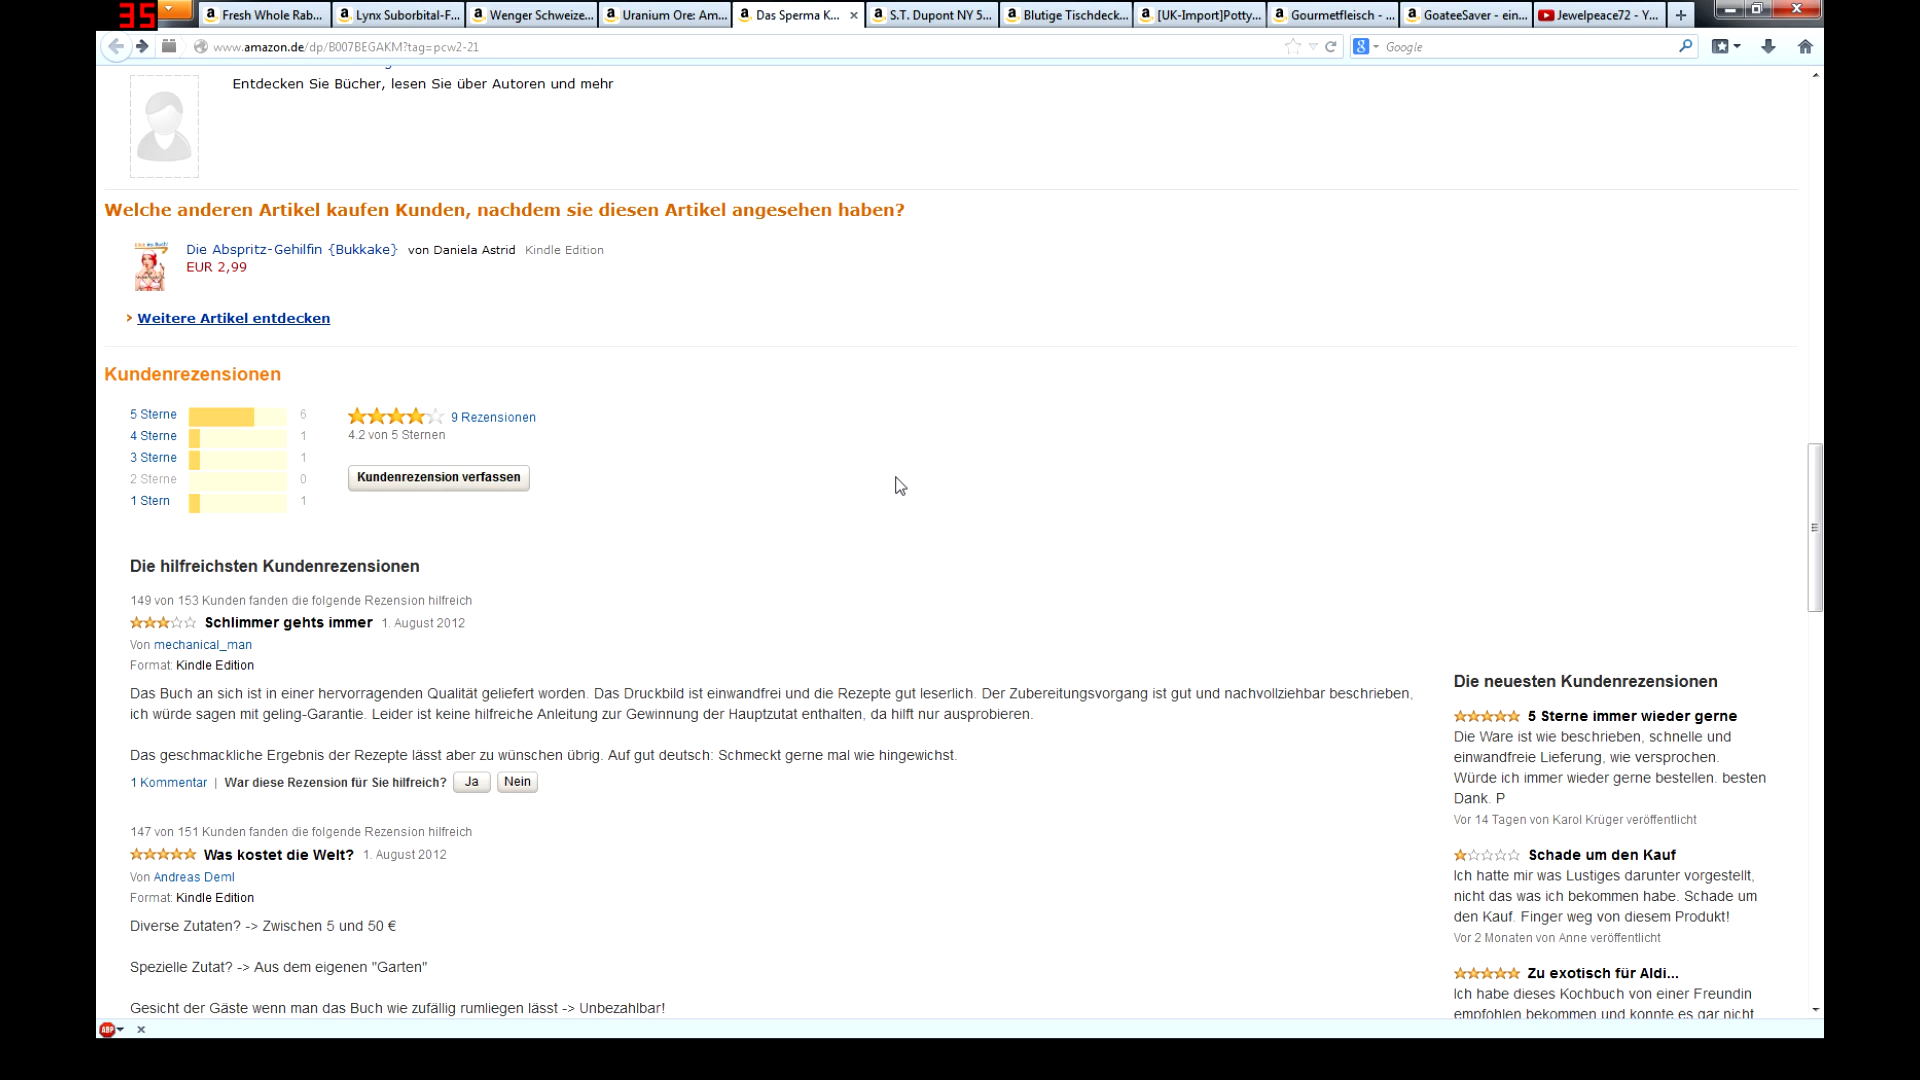 35
Fresh Whole Rab...
Lynx Suborbital-F...
Wenger Schweize...
Uranium Ore: Am...
Das Sperma K...
S.T. Dupont NY 5...
Blutige Tischdeck...
[UK-Import]Potty...
Gourmetfleisch - ...
GoateeSaver - ein...
Jewelpeace72 - Y...
www.amazon.de/dp/B007BEGAKM?tag=pcw2-21
Google
Entdecken Sie Bücher, lesen Sie über Autoren und mehr
Welche anderen Artikel kaufen Kunden, nachdem sie diesen Artikel angesehen haben?
Die Abspritz-Gehilfin {Bukkake} von Daniela Astrid Kindle Edition
EUR 2,99
› Weitere Artikel entdecken
Kundenrezensionen
5 Sterne 6
4 Sterne 1
3 Sterne 1
2 Sterne 0
1 Stern 1
9 Rezensionen
4.2 von 5 Sternen
Kundenrezension verfassen
Die hilfreichsten Kundenrezensionen
149 von 153 Kunden fanden die folgende Rezension hilfreich
Schlimmer gehts immer 1. August 2012
Von mechanical_man
Format: Kindle Edition
Das Buch an sich ist in einer hervorragenden Qualität geliefert worden. Das Druckbild ist einwandfrei und die Rezepte gut leserlich. Der Zubereitungsvorgang ist gut und nachvollziehbar beschrieben,
ich würde sagen mit geling-Garantie. Leider ist keine hilfreiche Anleitung zur Gewinnung der Hauptzutat enthalten, da hilft nur ausprobieren.
Das geschmackliche Ergebnis der Rezepte lässt aber zu wünschen übrig. Auf gut deutsch: Schmeckt gerne mal wie hingewichst.
1 Kommentar | War diese Rezension für Sie hilfreich? Ja Nein
147 von 151 Kunden fanden die folgende Rezension hilfreich
Was kostet die Welt? 1. August 2012
Von Andreas Deml
Format: Kindle Edition
Diverse Zutaten? -> Zwischen 5 und 50 €
Spezielle Zutat? -> Aus dem eigenen "Garten"
Gesicht der Gäste wenn man das Buch wie zufällig rumliegen lässt -> Unbezahlbar!
Die neuesten Kundenrezensionen
5 Sterne immer wieder gerne
Die Ware ist wie beschrieben, schnelle und
einwandfreie Lieferung, wie versprochen.
Würde ich immer wieder gerne bestellen. besten
Dank. P
Vor 14 Tagen von Karol Krüger veröffentlicht
Schade um den Kauf
Ich hatte mir was Lustiges darunter vorgestellt,
nicht das was ich bekommen habe. Schade um
den Kauf. Finger weg von diesem Produkt!
Vor 2 Monaten von Anne veröffentlicht
Zu exotisch für Aldi...
Ich habe dieses Kochbuch von einer Freundin
empfohlen bekommen und konnte es gar nicht
ABP